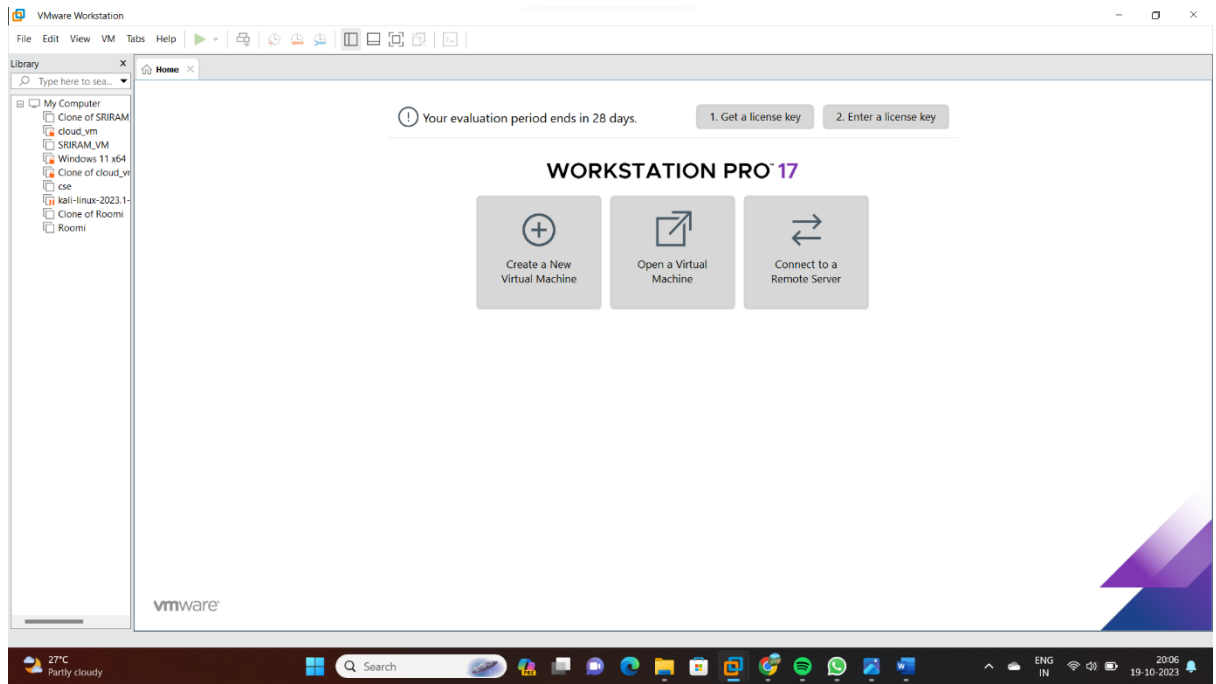 VMware Workstation
File Edit View VM Tabs Help
Library X
Type here to sea...
Home
My Computer
Clone of SRIRAM
cloud_vm
SRIRAM_VM
Windows 11 x64
Clone of cloud_vr
cse
kali-linux-2023.1-
Clone of Roomi
Roomi
Your evaluation period ends in 28 days.
1. Get a license key
2. Enter a license key
WORKSTATION PRO™ 17
Create a New
Virtual Machine
Open a Virtual
Machine
Connect to a
Remote Server
vmware®
27°C
Partly cloudy
Search
PRE
ENG
IN
20:06
19-10-2023